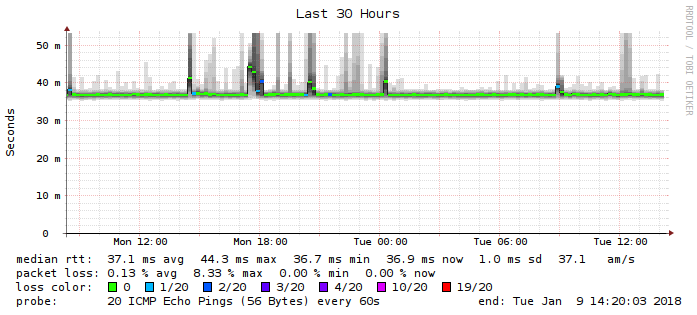 Last 30 Hours
RRDTOOL / TOBI OETIKER
Seconds
50 m
40 m
30 m
20 m
10 m
0
Mon 12:00 Mon 18:00 Tue 00:00 Tue 06:00 Tue 12:00
median rtt: 37.1 ms avg 44.3 ms max 36.7 ms min 36.9 ms now 1.0 ms sd 37.1 am/s
packet loss: 0.13 % avg 8.33 % max 0.00 % min 0.00 % now
loss color: 0 1/20 2/20 3/20 4/20 10/20 19/20
probe: 20 ICMP Echo Pings (56 Bytes) every 60s end: Tue Jan 9 14:20:03 2018